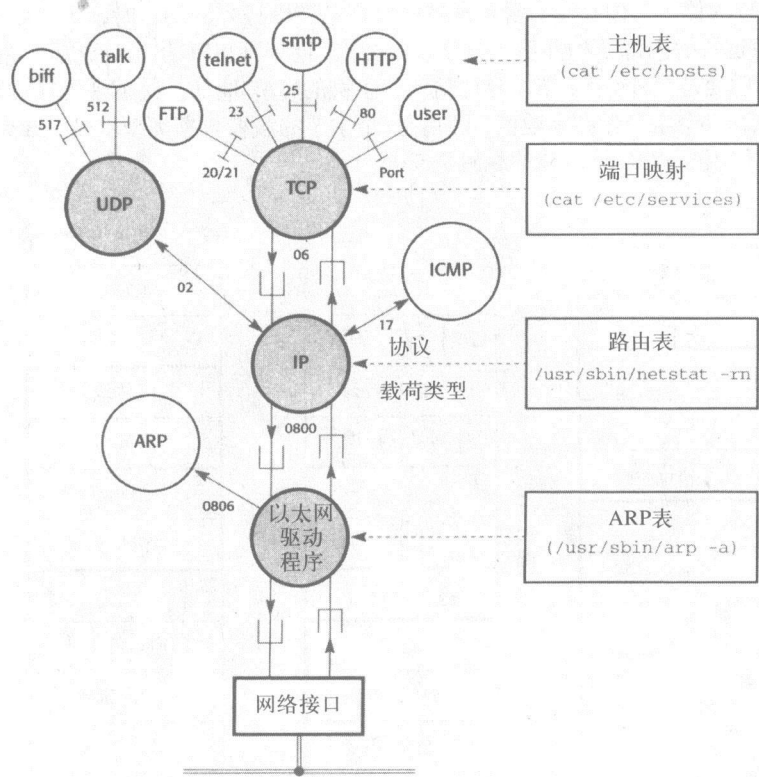 biff
talk
517
512
UDP
FTP
telnet
smtp
HTTP
user
20/21
23
25
80
Port
TCP
主机表
(cat /etc/hosts)
端口映射
(cat /etc/services)
02
06
ICMP
17
IP
协议
载荷类型
路由表
/usr/sbin/netstat -rn
0800
ARP
0806
以太网
驱动
程序
ARP表
(/usr/sbin/arp -a)
网络接口